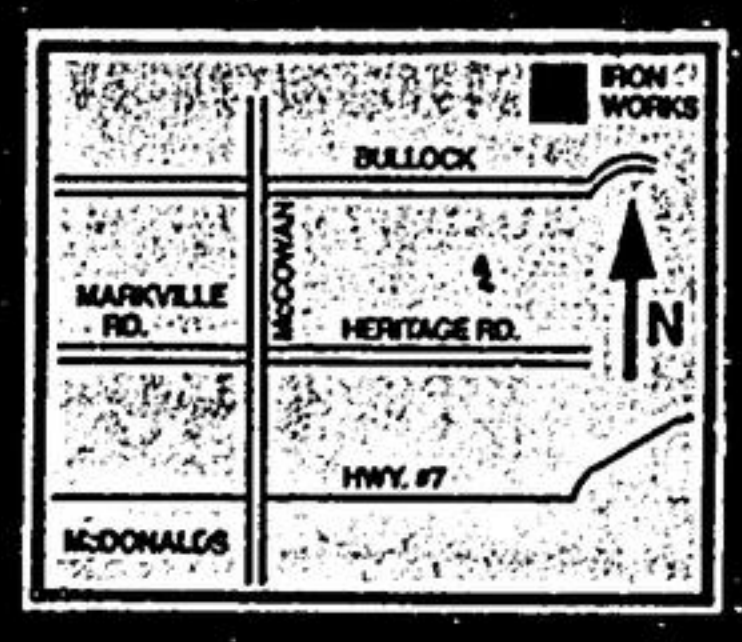 IRON
WORKS
BULLOCK
McCOWAN
MARKVILLE
RD.
HERITAGE RD.
N
HWY. #7
McDONALDS